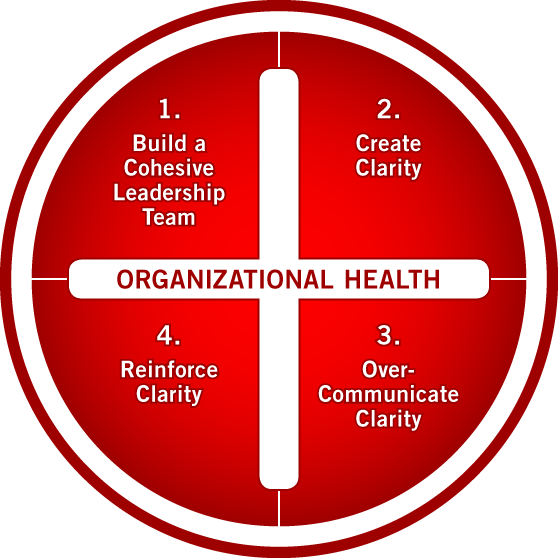 1.
Build a
Cohesive
Leadership
Team
2.
Create
Clarity
ORGANIZATIONAL HEALTH
4.
Reinforce
Clarity
3.
Over-
Communicate
Clarity